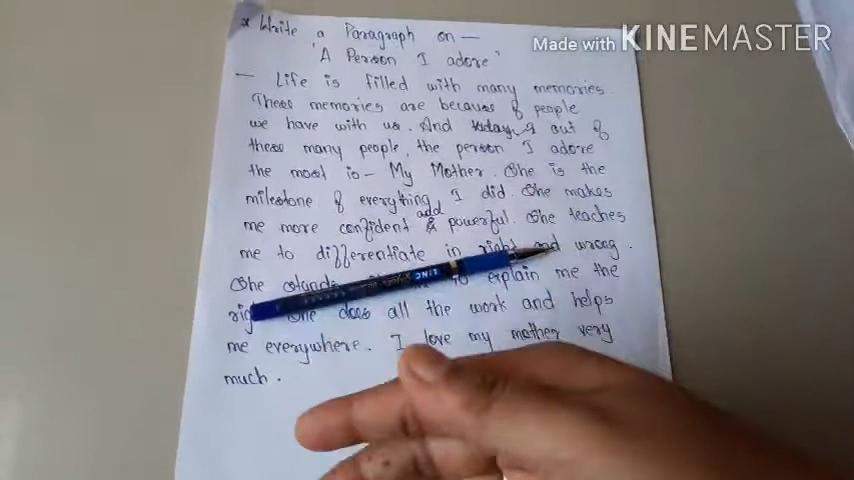 * Write a Paragraph on —
'A Person I adore'
Made with KINEMASTER
— Life is filled with many memories
These memories are because of people
we have with us. And today, out of
these many people, the person I adore
the most is - My Mother. She is the
milestone of everything I did. She makes
add
me more confident & powerful. She teaches
me to differentiate in right and wrong.
She stands to explain me the
She does all the work and helps
me everywhere. I love my mother very
much.
LINC